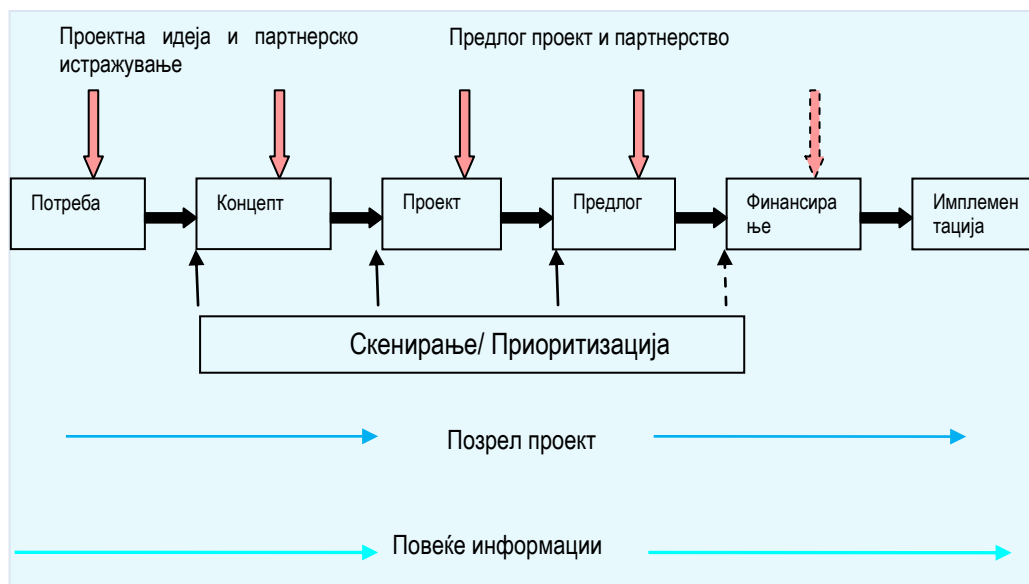 Проектна идеја и партнерско
истражување
Предлог проект и партнерство
Потреба
Концепт
Проект
Предлог
Финансира
ње
Имплемен
тација
Скенирање/ Приоритизација
Позрел проект
Повеќе информации